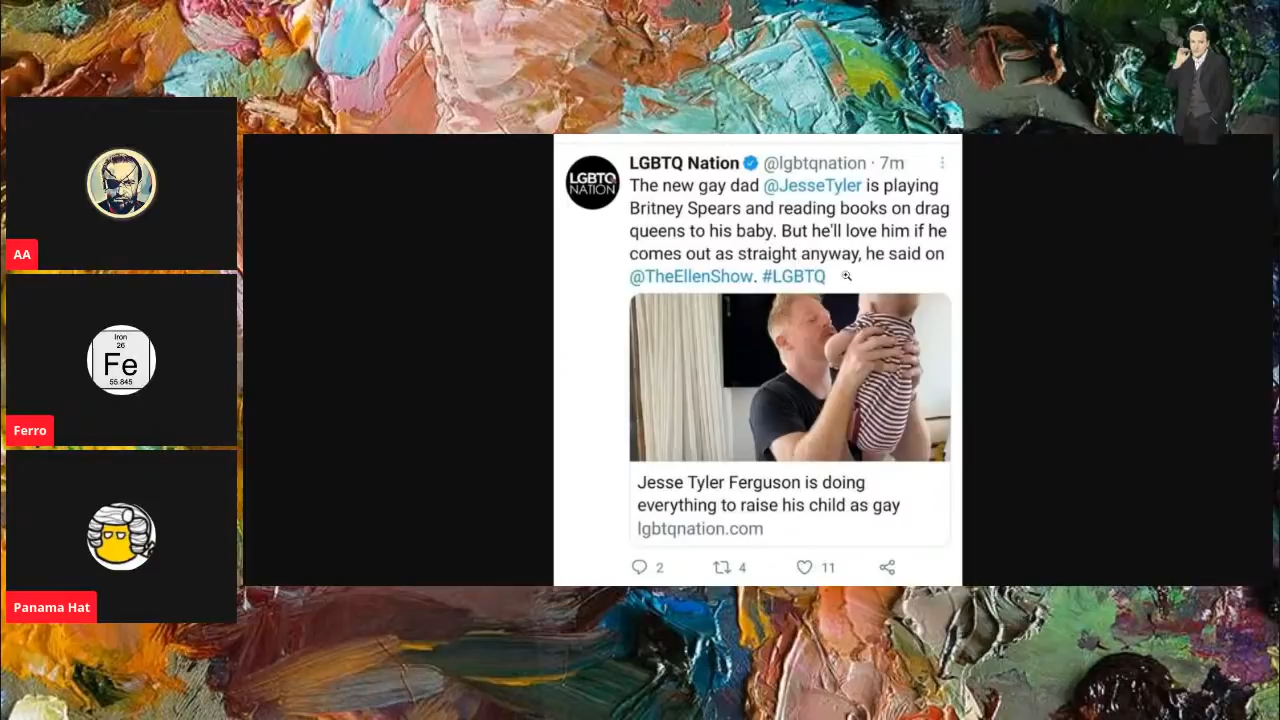 AA
Iron
26
Fe
55.845
Ferro
Panama Hat
LGBTQ
NATION
LGBTQ Nation @lgbtqnation · 7m
The new gay dad @JesseTyler is playing
Britney Spears and reading books on drag
queens to his baby. But he'll love him if he
comes out as straight anyway, he said on
@TheEllenShow. #LGBTQ
Jesse Tyler Ferguson is doing
everything to raise his child as gay
lgbtqnation.com
2 4 11